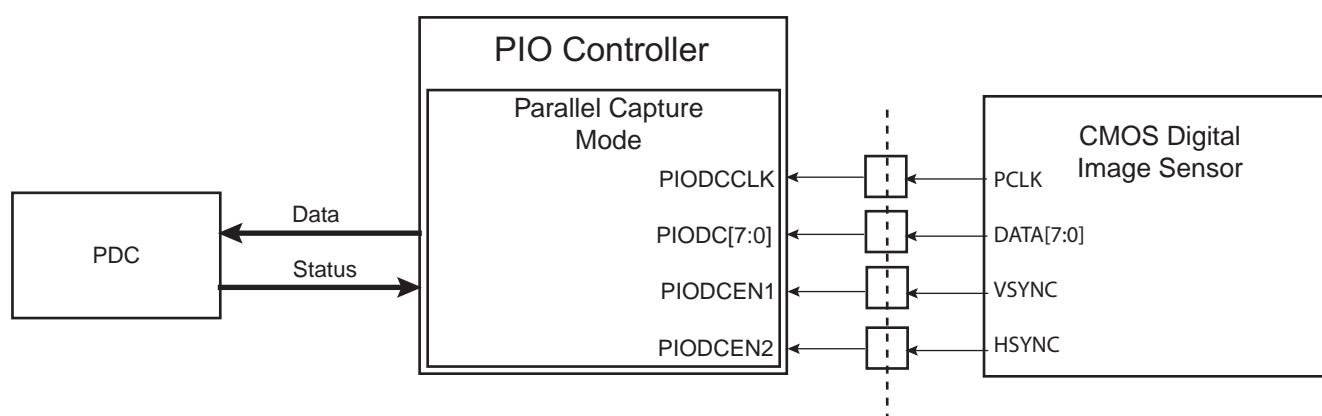 PIO Controller
Parallel Capture
Mode
PIODCCLK
PIODC[7:0]
PIODCEN1
PIODCEN2
PDC
Data
Status
CMOS Digital
Image Sensor
PCLK
DATA[7:0]
VSYNC
HSYNC